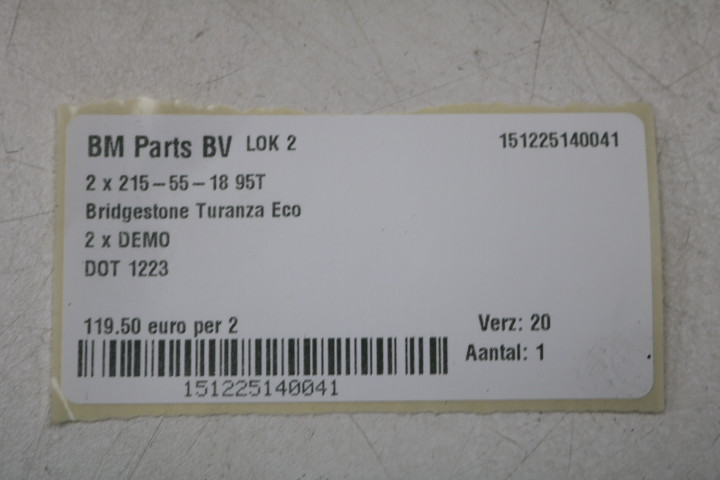 BM Parts BV LOK 2 151225140041
2 x 215-55-18 95T
Bridgestone Turanza Eco
2 x DEMO
DOT 1223
119.50 euro per 2 Verz: 20
Aantal: 1
151225140041